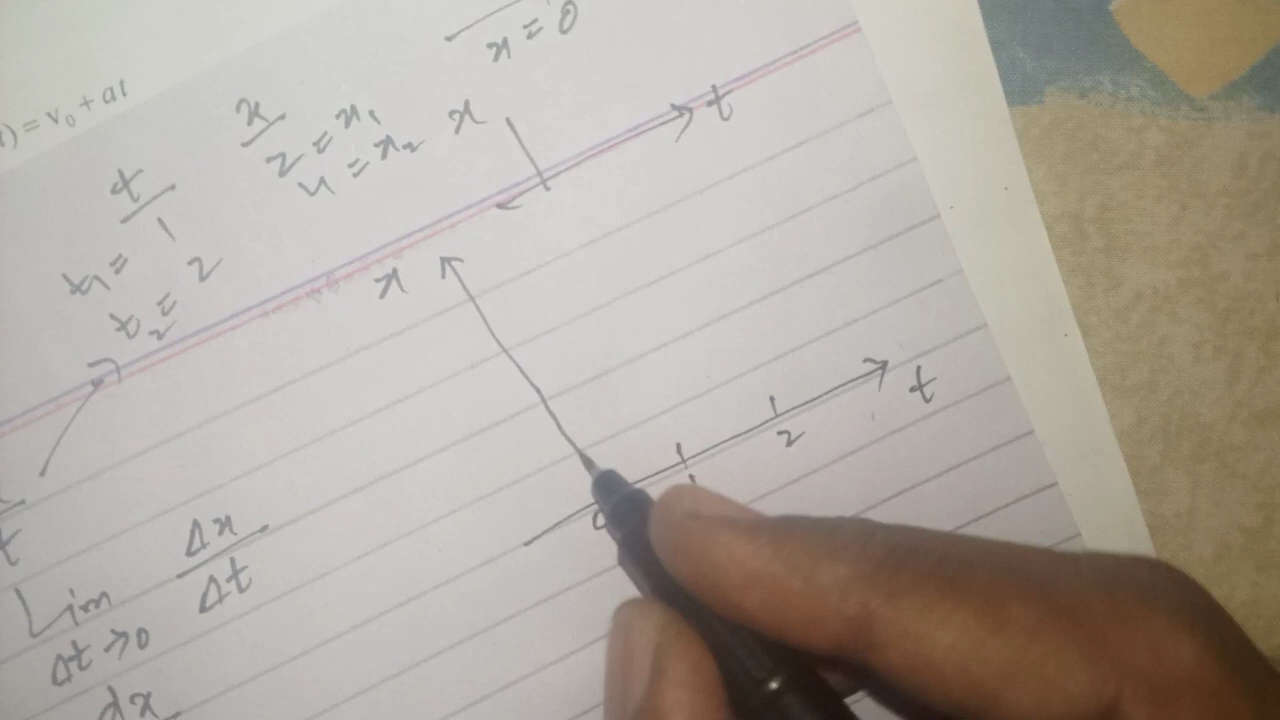 x = 0
) = v₀ + at
t
t₁ = 1
t₂ = 2
x
2 = x₁
4 = x₂
x
t
x
t
1
2
Lim Δx
Δt→0 Δt
dx